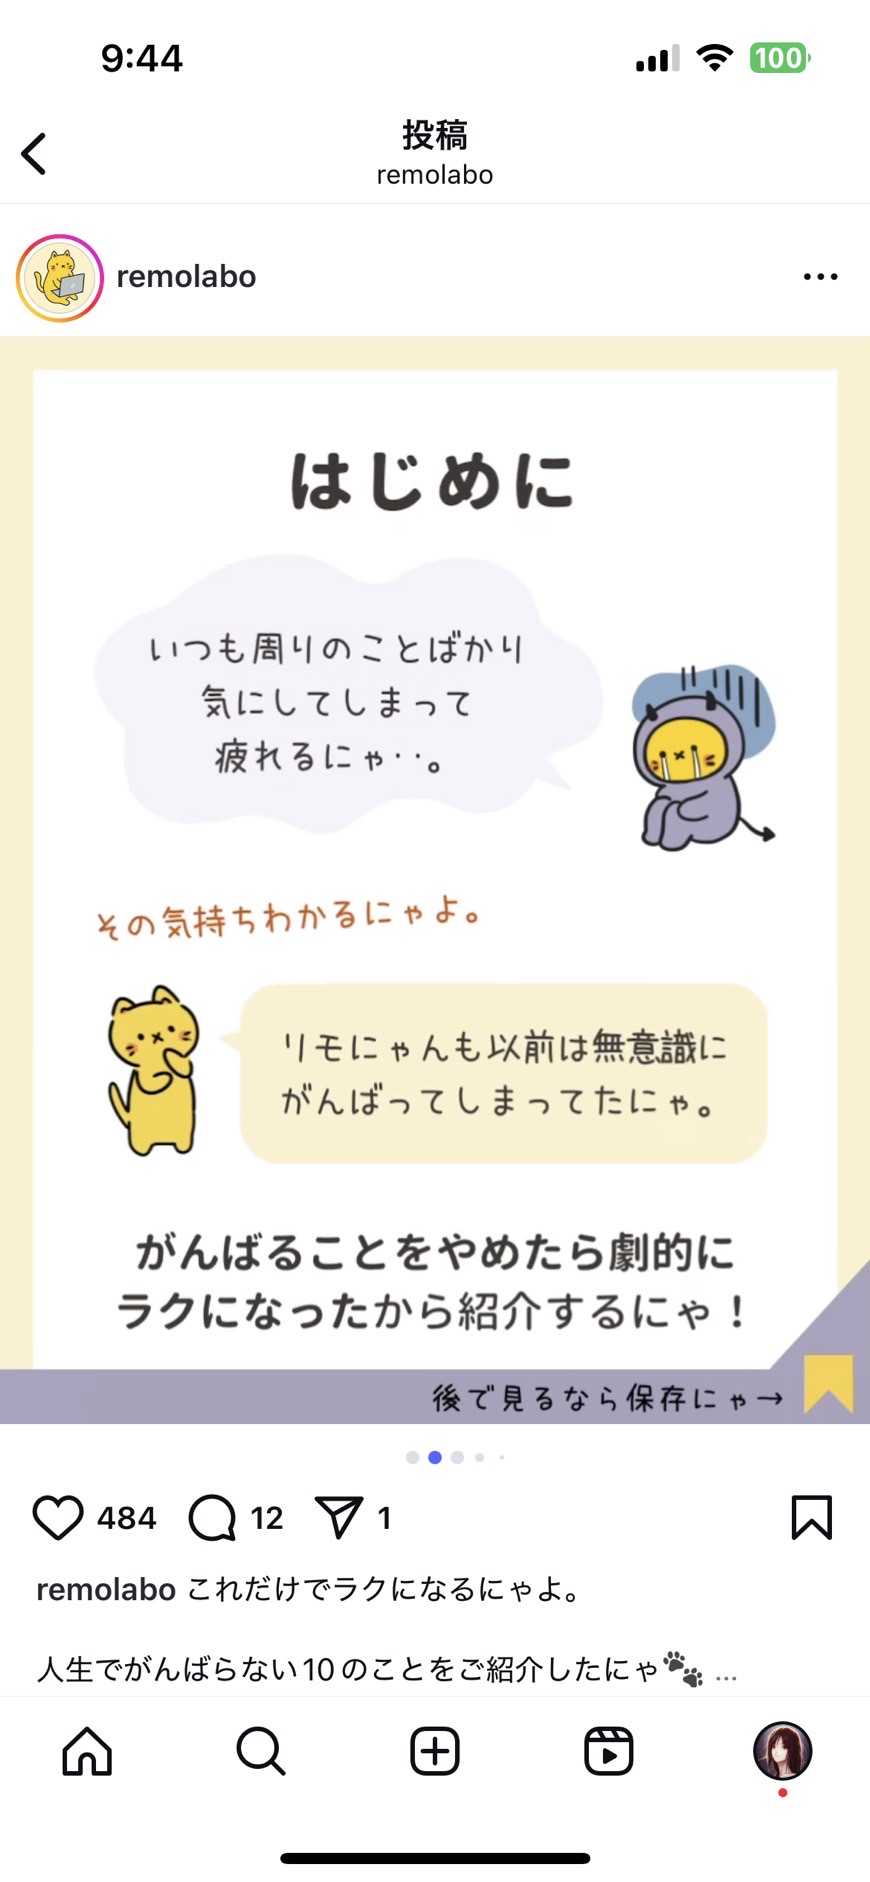 9:44
100
投稿
remolabo
remolabo
はじめに
いつも周りのことばかり
気にしてしまって
疲れるにゃ‥。
その気持ちわかるにゃよ。
リモにゃんも以前は無意識に
がんばってしまってたにゃ。
がんばることをやめたら劇的に
ラクになったから紹介するにゃ！
後で見るなら保存にゃ→
484 12 1
remolabo これだけでラクになるにゃよ。
人生でがんばらない10のことをご紹介したにゃ🐾 ...